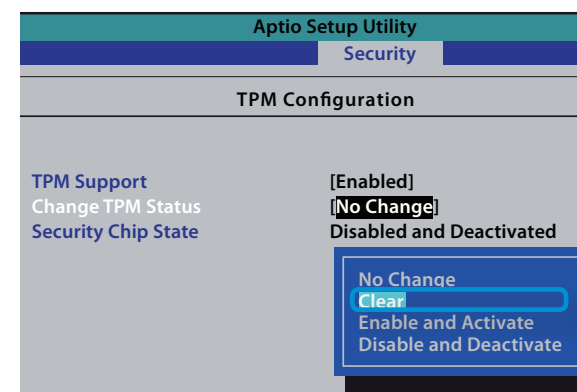 Aptio Setup Utility
Security
TPM Configuration
TPM Support [Enabled]
Change TPM Status [No Change]
Security Chip State Disabled and Deactivated
No Change
Clear
Enable and Activate
Disable and Deactivate